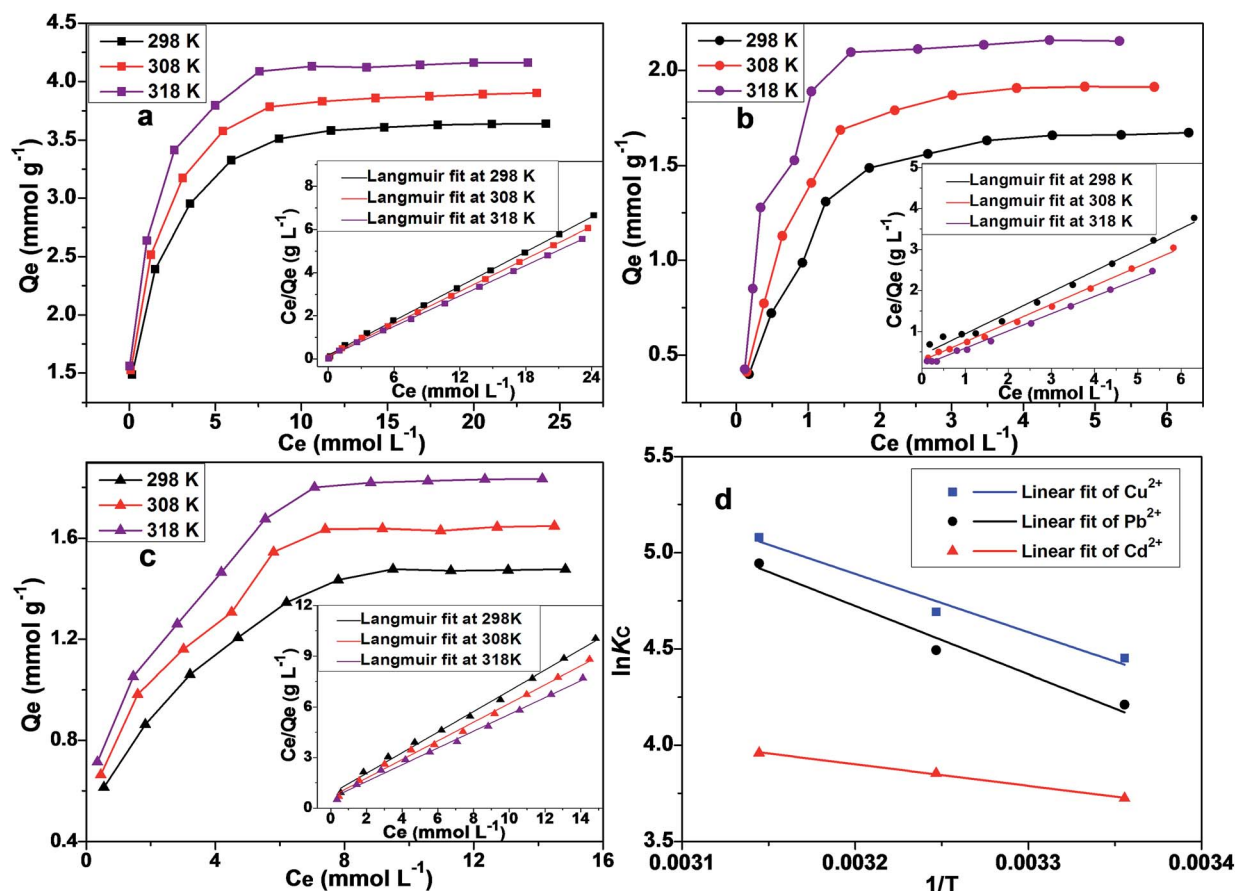 a
298 K
308 K
318 K
Qe (mmol g⁻¹)
4.5
4.0
3.5
3.0
2.5
2.0
1.5
0
5
10
15
20
25
Ce (mmol L⁻¹)
Langmuir fit at 298 K
Langmuir fit at 308 K
Langmuir fit at 318 K
Ce/Qe (g L⁻¹)
9
6
4
2
0
0
3
6
9
12
15
18
21
24
Ce (mmol L⁻¹)
b
298 K
308 K
318 K
Qe (mmol g⁻¹)
2.0
1.5
1.0
0.5
0
1
2
3
4
5
6
Ce (mmol L⁻¹)
Langmuir fit at 298 K
Langmuir fit at 308 K
Langmuir fit at 318 K
Ce/Qe (g L⁻¹)
5
4
3
2
1
0
1
2
3
4
5
6
Ce (mmol L⁻¹)
c
298 K
308 K
318 K
Qe (mmol g⁻¹)
1.6
1.2
0.8
0.4
0
4
8
12
16
Ce (mmol L⁻¹)
Langmuir fit at 298K
Langmuir fit at 308K
Langmuir fit at 318K
Ce/Qe (g L⁻¹)
12
9
6
3
0
0
2
4
6
8
10
12
14
Ce (mmol L⁻¹)
d
Linear fit of Cu²⁺
Linear fit of Pb²⁺
Linear fit of Cd²⁺
lnKc
5.5
5.0
4.5
4.0
3.5
0.0031
0.0032
0.0033
0.0034
1/T